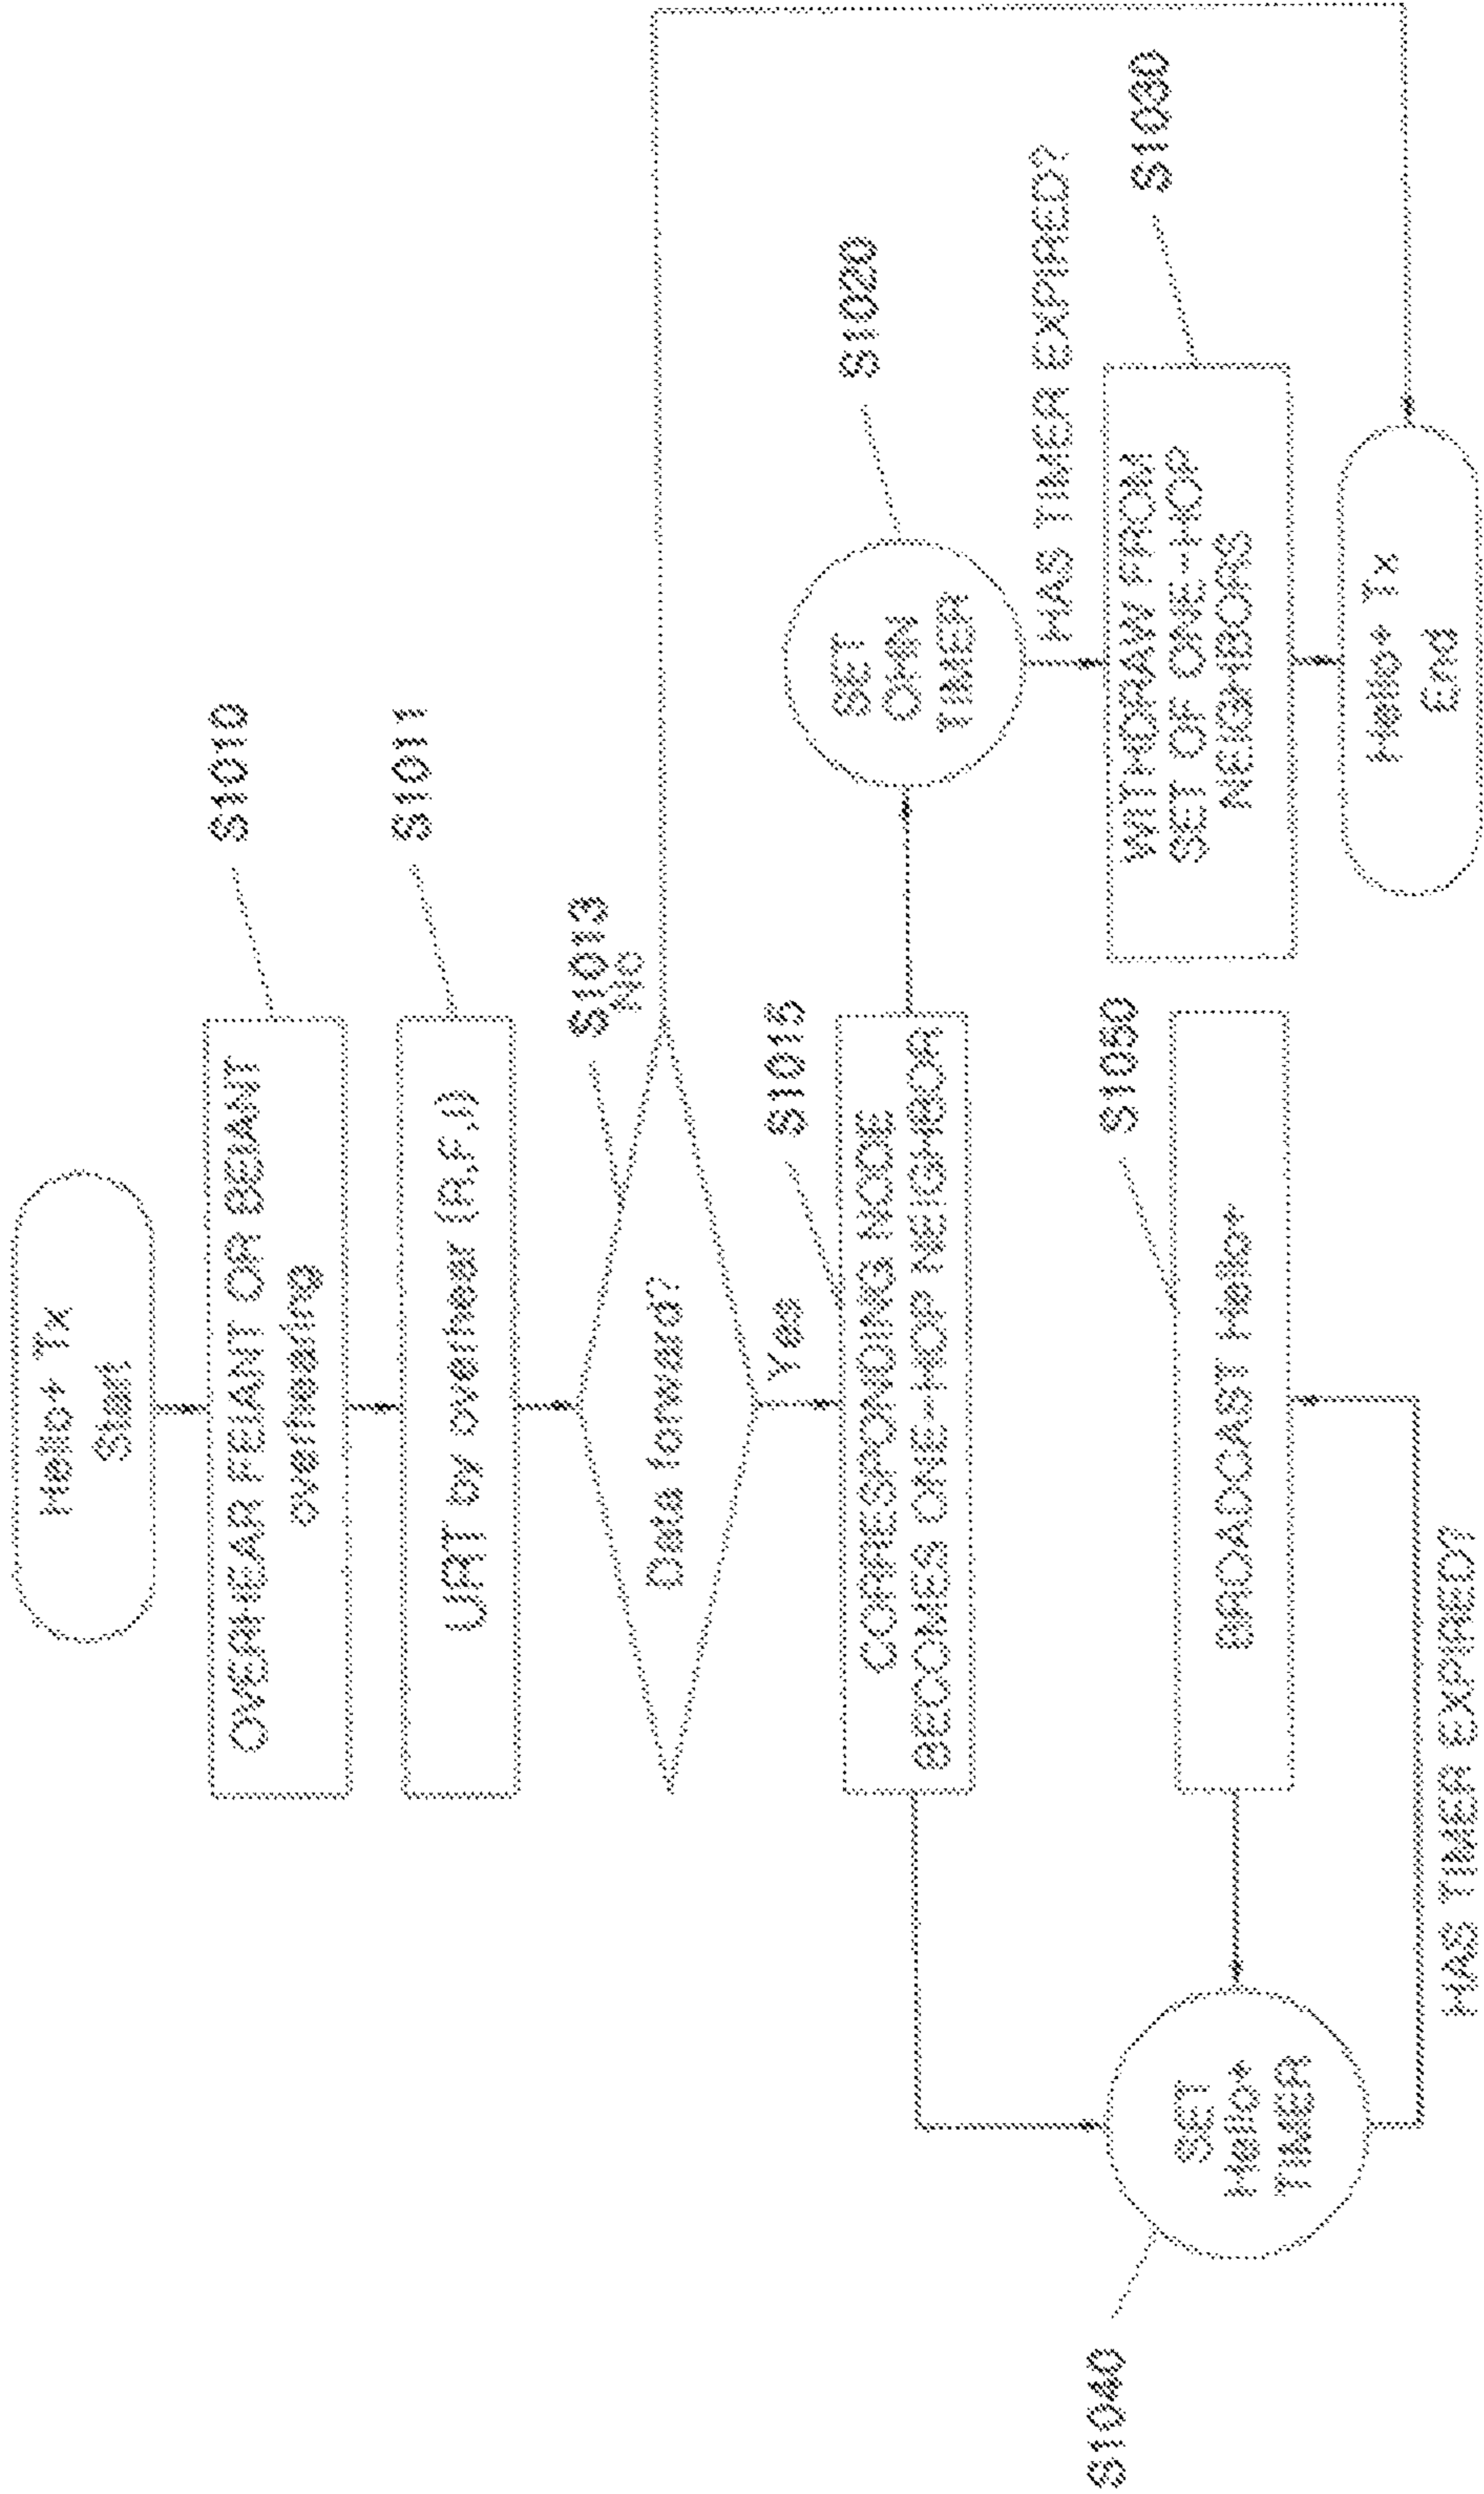 Hello* Tx
Start
OVERHEAR FEIANT OR BEIANT
overhearing
S1010
URT by overhear (R,F,I)
S1011
Data forward?
S1013
No
Yes
CORRESPONDING NODE
BECOMES ONE-HOP NEIGHBOR
S1015
SET
OHN
TIMER
S1020
HAS TIMER EXPIRED?
WITHDRAW FROM
SET OF ONE-HOP
NEIGHBORS
S1030
Hello* Tx
End
BROADCAST Hello*
S1050
SET
Hello*
TIMER
S1040
HAS TIMER EXPIRED?